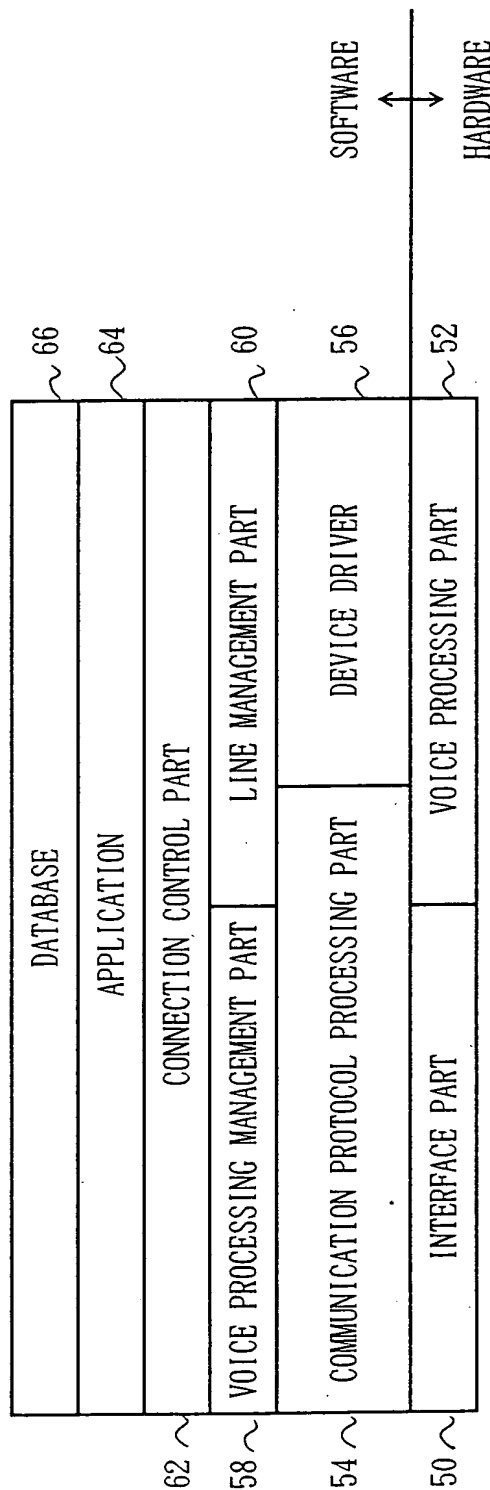 DATABASE 66
APPLICATION 64
62 CONNECTION CONTROL PART
58 VOICE PROCESSING MANAGEMENT PART LINE MANAGEMENT PART 60
54 COMMUNICATION PROTOCOL PROCESSING PART DEVICE DRIVER 56
SOFTWARE
50 INTERFACE PART VOICE PROCESSING PART 52
HARDWARE